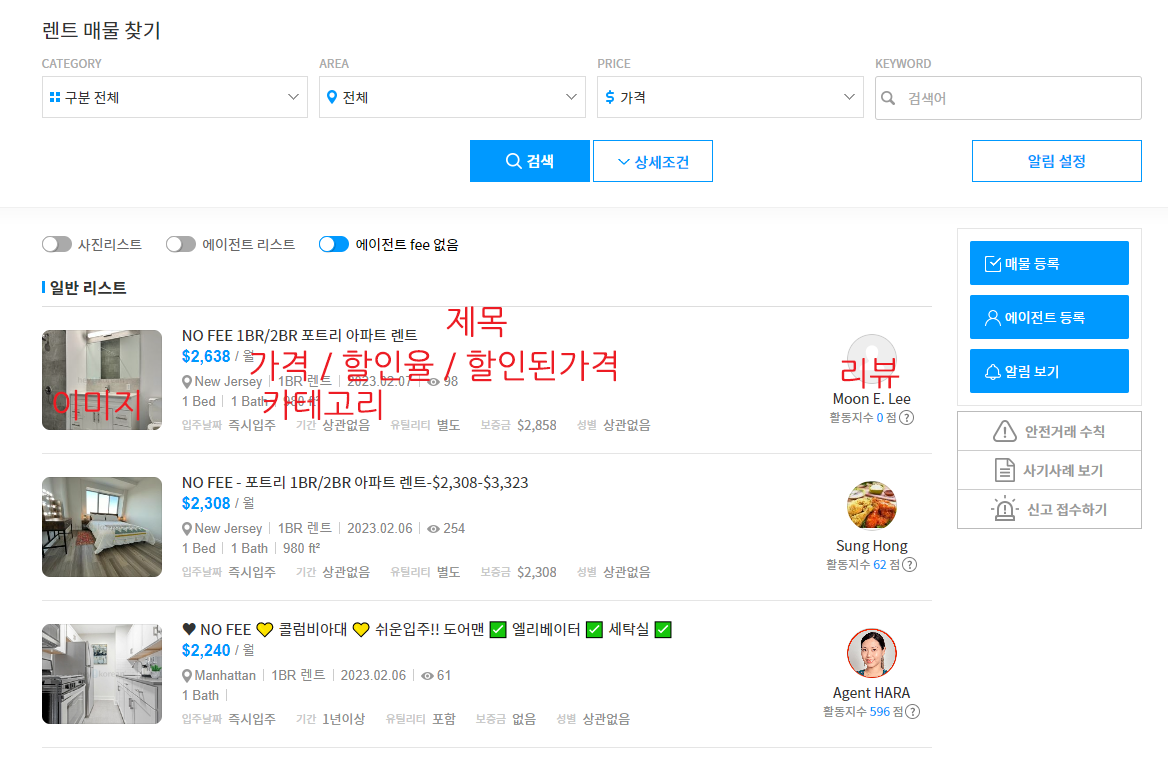 렌트 매물 찾기
CATEGORY AREA PRICE KEYWORD
구분 전체 전체 $ 가격 검색어
검색 상세조건 알림 설정
사진리스트 에이전트 리스트 에이전트 fee 없음
일반 리스트
제목
NO FEE 1BR/2BR 포트리 아파트 렌트
$2,638 / 월
가격 / 할인율 / 할인된가격
New Jersey 1BR 렌트 2023.02.07 98
이미지
카테고리
1 Bed 1 Bath 980 ft²
입주날짜 즉시입주 기간 상관없음 유틸리티 별도 보증금 $2,858 성별 상관없음
리뷰
Moon E. Lee
활동지수 0 점 ?
NO FEE - 포트리 1BR/2BR 아파트 렌트-$2,308-$3,323
$2,308 / 월
New Jersey 1BR 렌트 2023.02.06 254
1 Bed 1 Bath 980 ft²
입주날짜 즉시입주 기간 상관없음 유틸리티 별도 보증금 $2,308 성별 상관없음
Sung Hong
활동지수 62 점 ?
♥ NO FEE 💛 콜럼비아대 💛 쉬운입주!! 도어맨 ✅ 엘리베이터 ✅ 세탁실 ✅
$2,240 / 월
Manhattan 1BR 렌트 2023.02.06 61
1 Bath
입주날짜 즉시입주 기간 1년이상 유틸리티 포함 보증금 없음 성별 상관없음
Agent HARA
활동지수 596 점 ?
매물 등록
에이전트 등록
알림 보기
안전거래 수칙
사기사례 보기
신고 접수하기